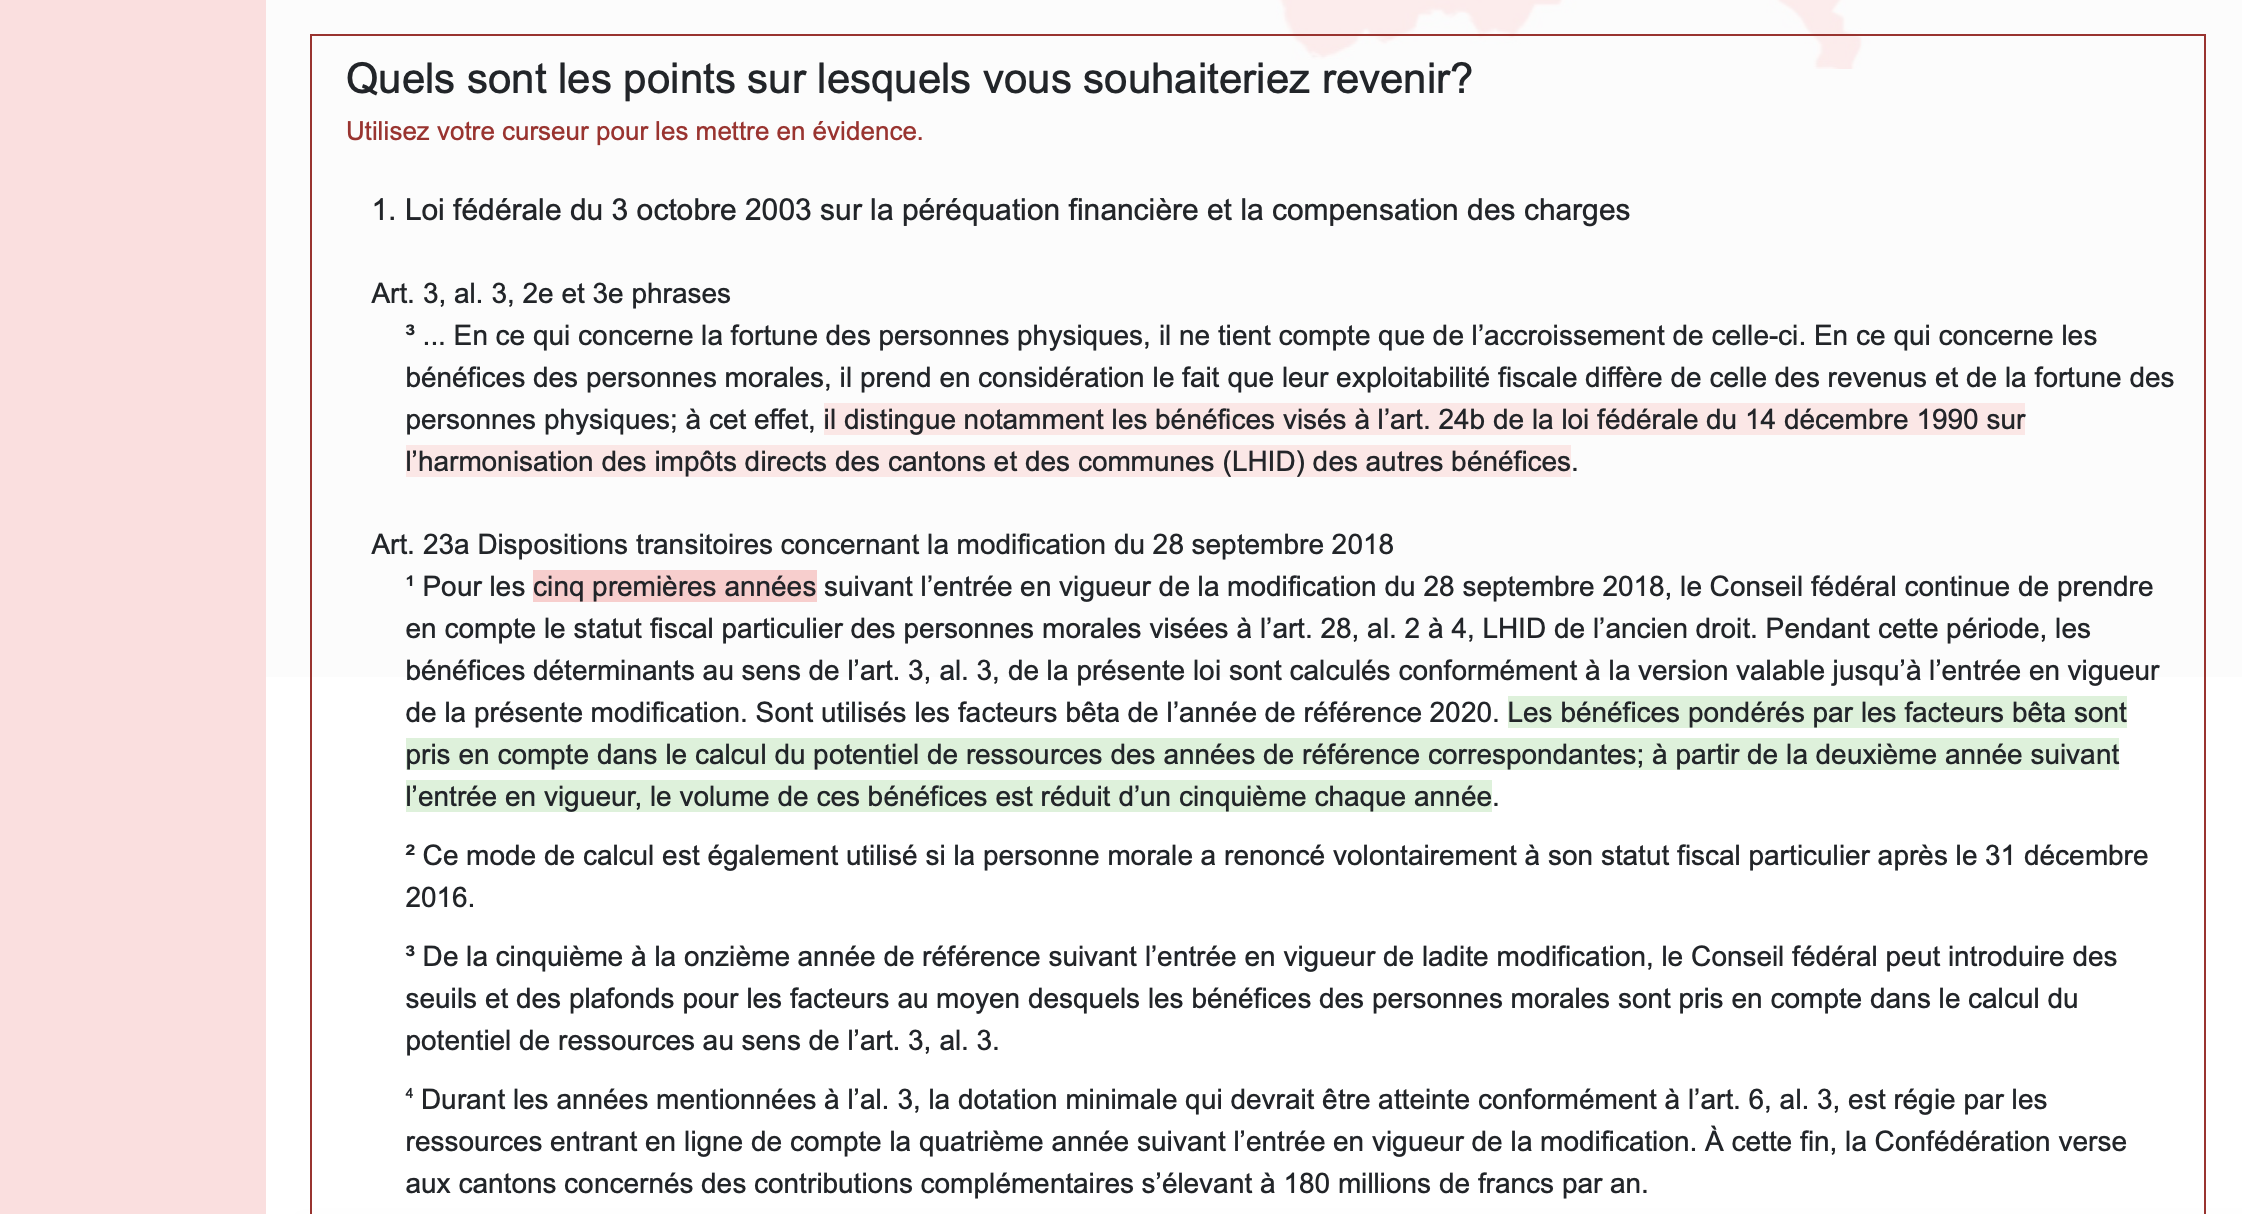 Quels sont les points sur lesquels vous souhaiteriez revenir?
Utilisez votre curseur pour les mettre en évidence.
1. Loi fédérale du 3 octobre 2003 sur la péréquation financière et la compensation des charges
Art. 3, al. 3, 2e et 3e phrases
³ ... En ce qui concerne la fortune des personnes physiques, il ne tient compte que de l’accroissement de celle-ci. En ce qui concerne les
bénéfices des personnes morales, il prend en considération le fait que leur exploitabilité fiscale diffère de celle des revenus et de la fortune des
personnes physiques; à cet effet, il distingue notamment les bénéfices visés à l’art. 24b de la loi fédérale du 14 décembre 1990 sur
l’harmonisation des impôts directs des cantons et des communes (LHID) des autres bénéfices.
Art. 23a Dispositions transitoires concernant la modification du 28 septembre 2018
¹ Pour les cinq premières années suivant l’entrée en vigueur de la modification du 28 septembre 2018, le Conseil fédéral continue de prendre
en compte le statut fiscal particulier des personnes morales visées à l’art. 28, al. 2 à 4, LHID de l’ancien droit. Pendant cette période, les
bénéfices déterminants au sens de l’art. 3, al. 3, de la présente loi sont calculés conformément à la version valable jusqu’à l’entrée en vigueur
de la présente modification. Sont utilisés les facteurs bêta de l’année de référence 2020. Les bénéfices pondérés par les facteurs bêta sont
pris en compte dans le calcul du potentiel de ressources des années de référence correspondantes; à partir de la deuxième année suivant
l’entrée en vigueur, le volume de ces bénéfices est réduit d’un cinquième chaque année.
² Ce mode de calcul est également utilisé si la personne morale a renoncé volontairement à son statut fiscal particulier après le 31 décembre
2016.
³ De la cinquième à la onzième année de référence suivant l’entrée en vigueur de ladite modification, le Conseil fédéral peut introduire des
seuils et des plafonds pour les facteurs au moyen desquels les bénéfices des personnes morales sont pris en compte dans le calcul du
potentiel de ressources au sens de l’art. 3, al. 3.
⁴ Durant les années mentionnées à l’al. 3, la dotation minimale qui devrait être atteinte conformément à l’art. 6, al. 3, est régie par les
ressources entrant en ligne de compte la quatrième année suivant l’entrée en vigueur de la modification. À cette fin, la Confédération verse
aux cantons concernés des contributions complémentaires s’élevant à 180 millions de francs par an.